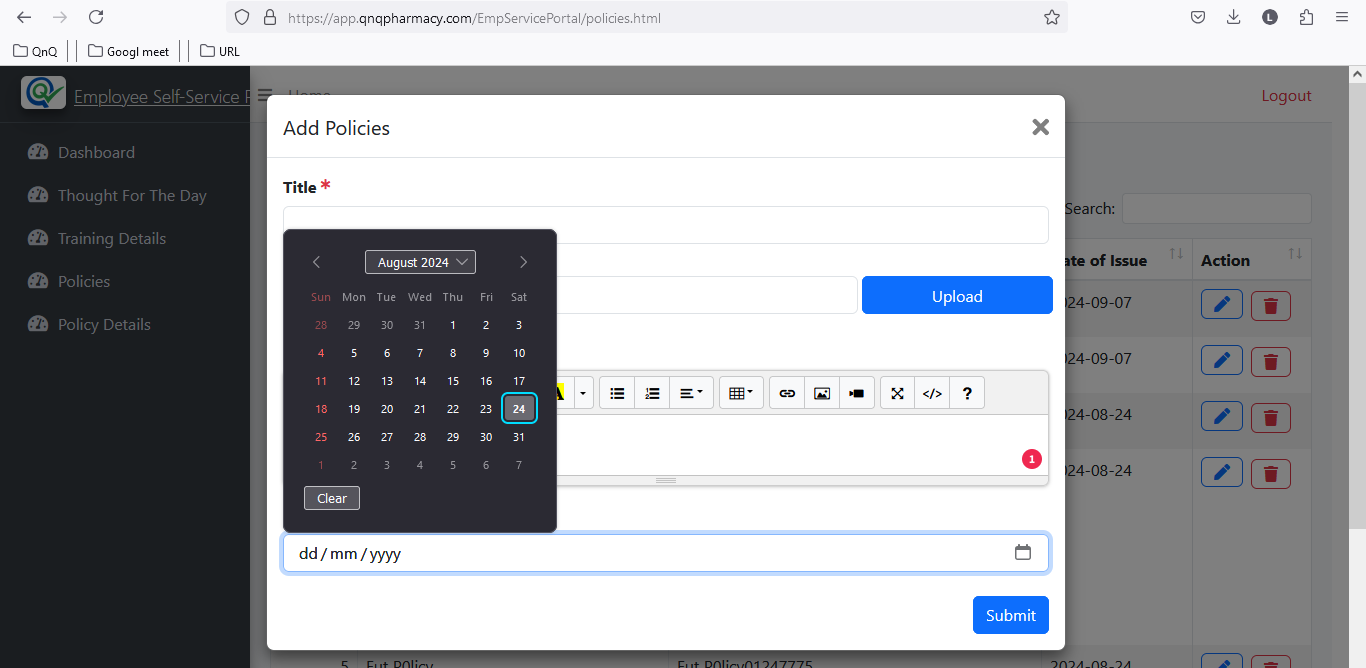 https://app.qnqpharmacy.com/EmpServicePortal/policies.html
L
QnQ
Googl meet
URL
Employee Self-Service
Home
Logout
Dashboard
Thought For The Day
Training Details
Policies
Policy Details
Add Policies
Title *
Search:
August 2024
Sun Mon Tue Wed Thu Fri Sat
28 29 30 31 1 2 3
4 5 6 7 8 9 10
11 12 13 14 15 16 17
18 19 20 21 22 23 24
25 26 27 28 29 30 31
1 2 3 4 5 6 7
Clear
Upload
A
</>
?
1
dd / mm / yyyy
Submit
ate of Issue
Action
24-09-07
24-09-07
24-08-24
24-08-24
5 Fut P0licy Fut P0licy01247775 2024-08-24